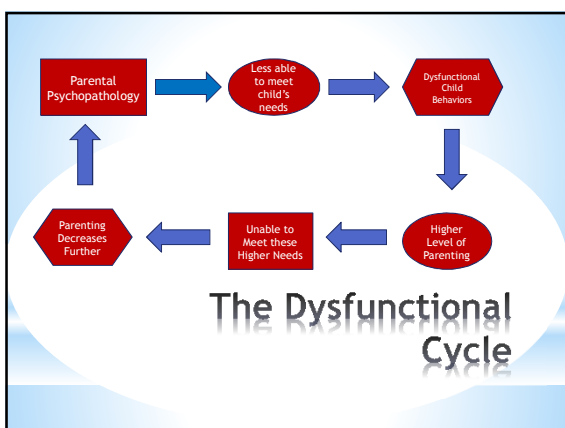 Parental
Psychopathology
Less able
to meet
child's
needs
Dysfunctional
Child
Behaviors
Higher
Level of
Parenting
Unable to
Meet these
Higher Needs
Parenting
Decreases
Further
The Dysfunctional
Cycle